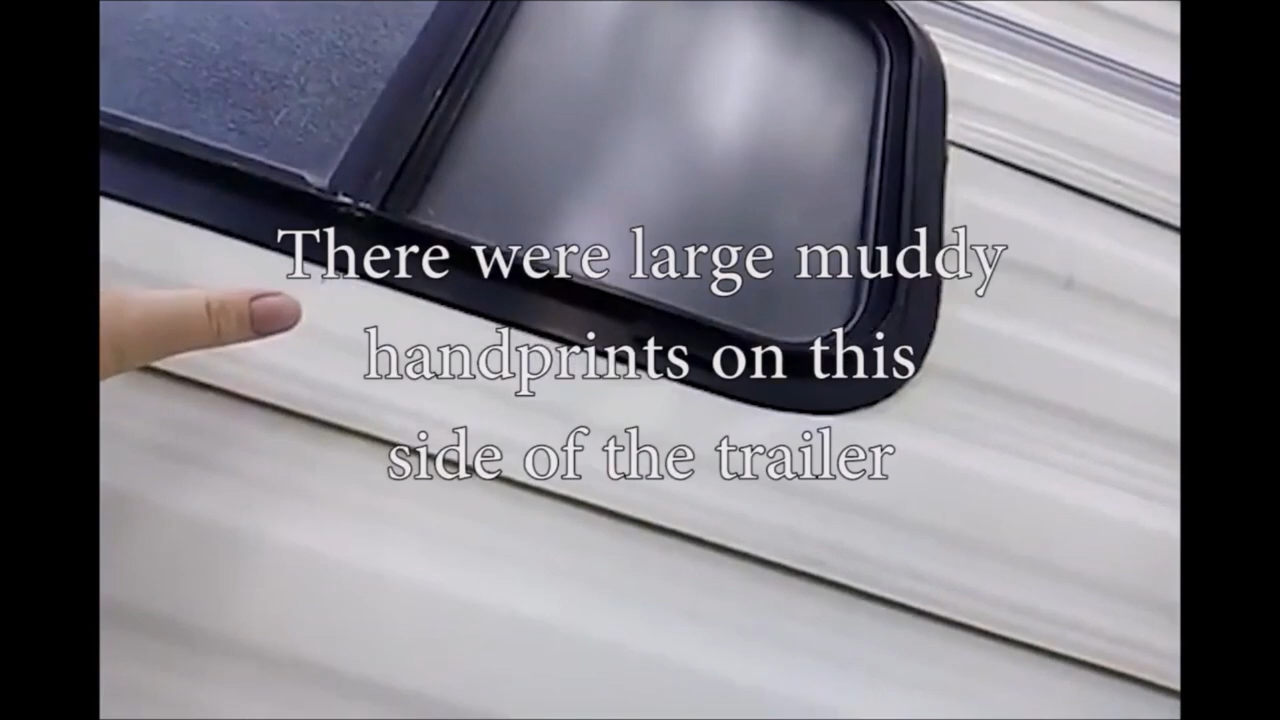 There were large muddy
handprints on this
side of the trailer